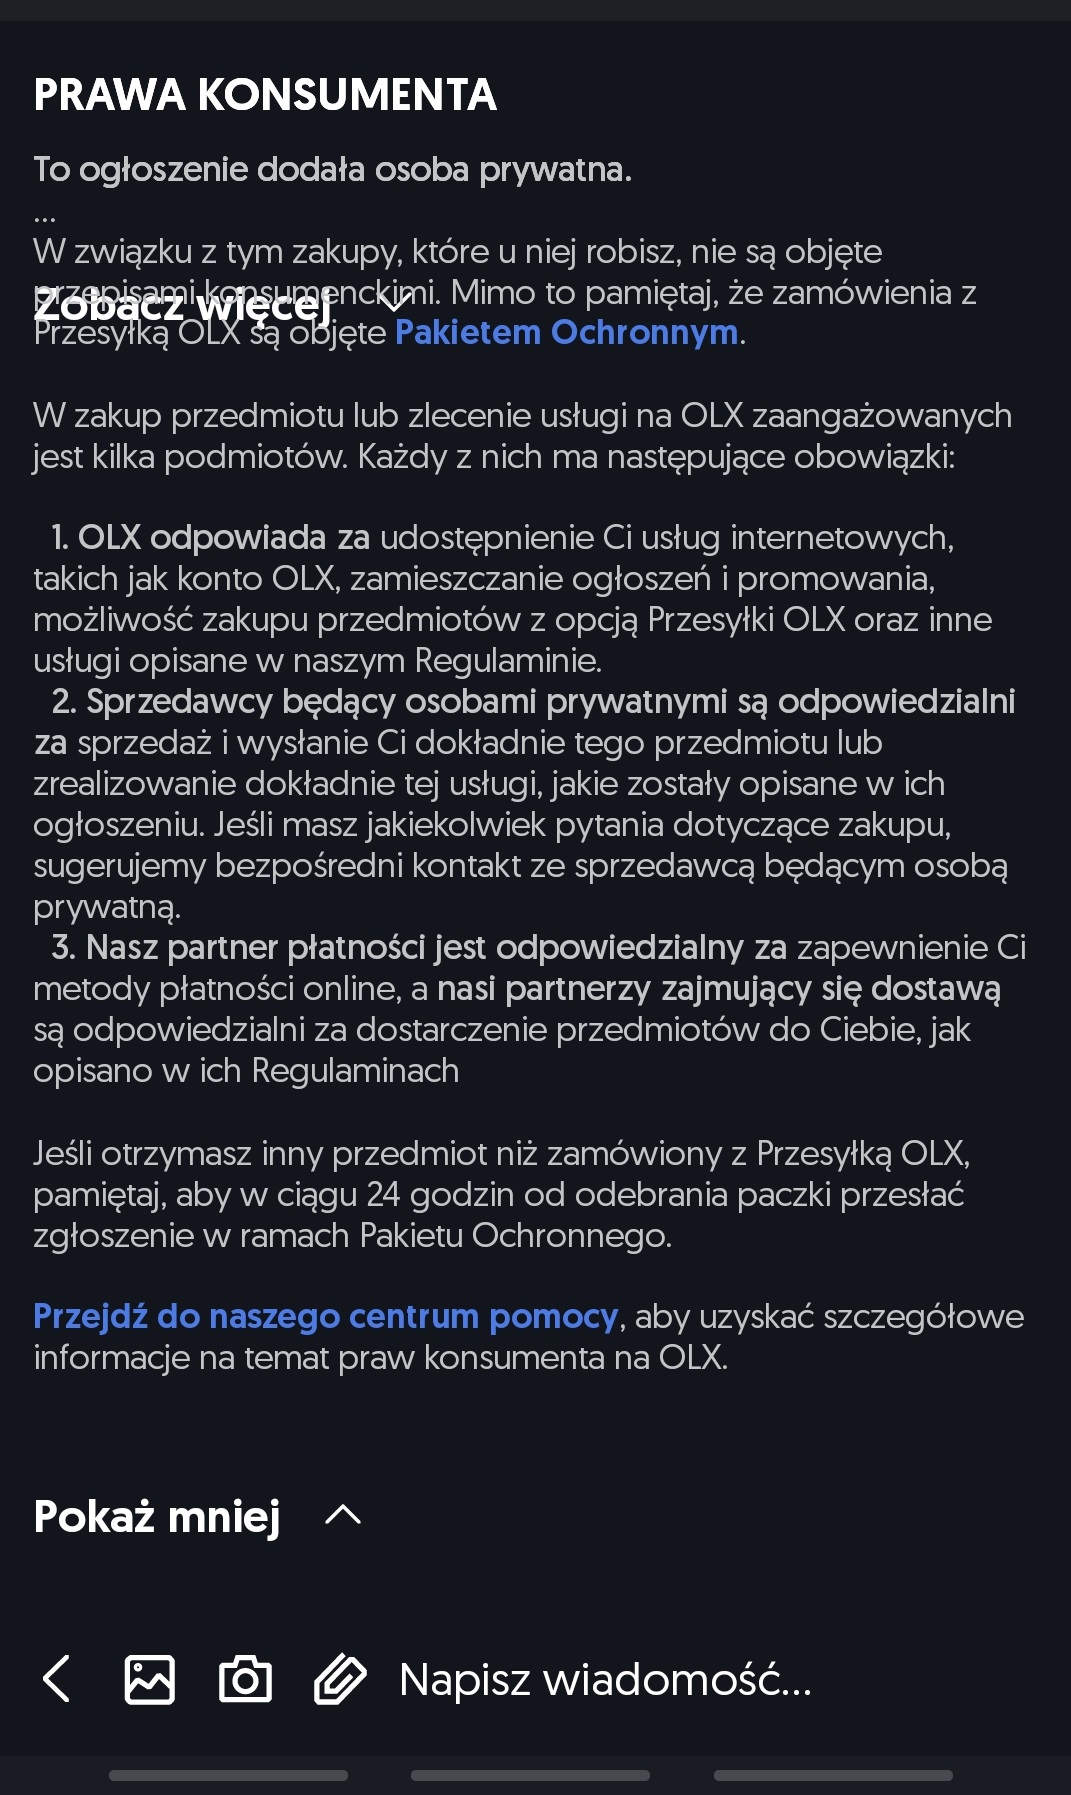 PRAWA KONSUMENTA
To ogłoszenie dodała osoba prywatna.
...
W związku z tym zakupy, które u niej robisz, nie są objęte
przepisami konsumenckimi. Mimo to pamiętaj, że zamówienia z
Zobacz więcej
Przesyłką OLX są objęte Pakietem Ochronnym.
W zakup przedmiotu lub zlecenie usługi na OLX zaangażowanych
jest kilka podmiotów. Każdy z nich ma następujące obowiązki:
1. OLX odpowiada za udostępnienie Ci usług internetowych,
takich jak konto OLX, zamieszczanie ogłoszeń i promowania,
możliwość zakupu przedmiotów z opcją Przesyłki OLX oraz inne
usługi opisane w naszym Regulaminie.
2. Sprzedawcy będący osobami prywatnymi są odpowiedzialni
za sprzedaż i wysłanie Ci dokładnie tego przedmiotu lub
zrealizowanie dokładnie tej usługi, jakie zostały opisane w ich
ogłoszeniu. Jeśli masz jakiekolwiek pytania dotyczące zakupu,
sugerujemy bezpośredni kontakt ze sprzedawcą będącym osobą
prywatną.
3. Nasz partner płatności jest odpowiedzialny za zapewnienie Ci
metody płatności online, a nasi partnerzy zajmujący się dostawą
są odpowiedzialni za dostarczenie przedmiotów do Ciebie, jak
opisano w ich Regulaminach
Jeśli otrzymasz inny przedmiot niż zamówiony z Przesyłką OLX,
pamiętaj, aby w ciągu 24 godzin od odebrania paczki przesłać
zgłoszenie w ramach Pakietu Ochronnego.
Przejdź do naszego centrum pomocy, aby uzyskać szczegółowe
informacje na temat praw konsumenta na OLX.
Pokaż mniej
Napisz wiadomość...